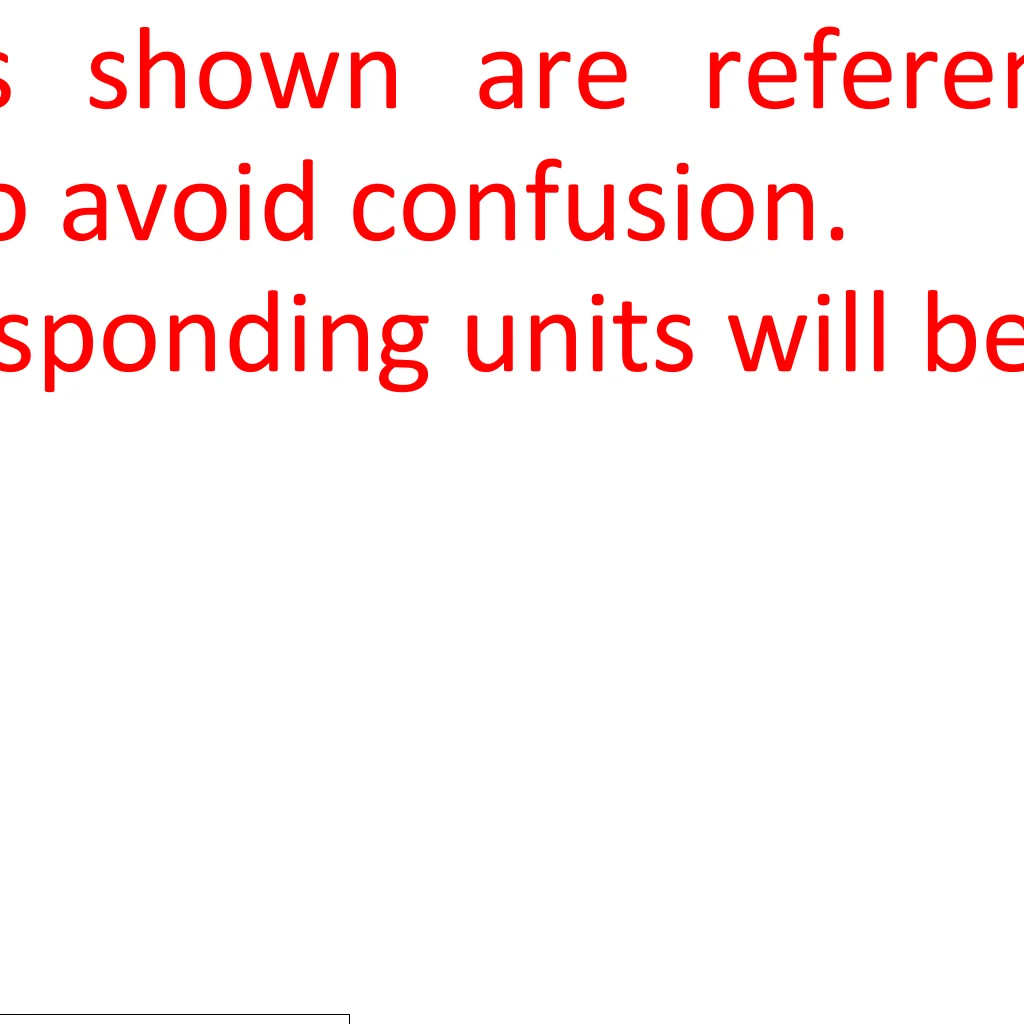 s shown are referen
o avoid confusion.
sponding units will be